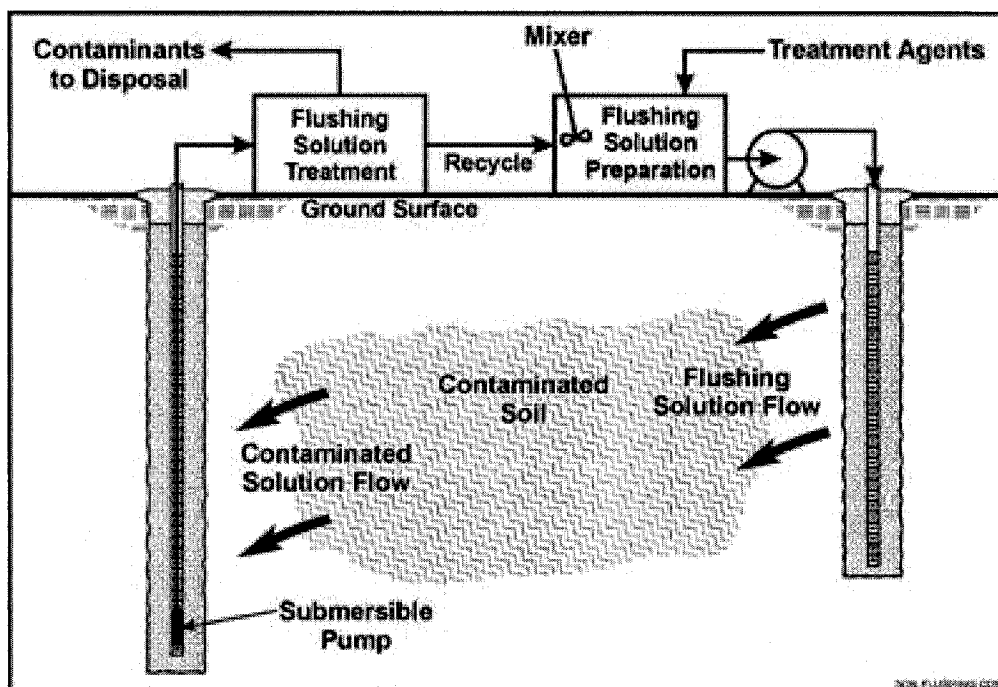 Contaminants
to Disposal
Mixer
Treatment Agents
Flushing
Solution
Treatment
Recycle
Flushing
Solution
Preparation
Ground Surface
Contaminated
Soil
Flushing
Solution Flow
Contaminated
Solution Flow
Submersible
Pump